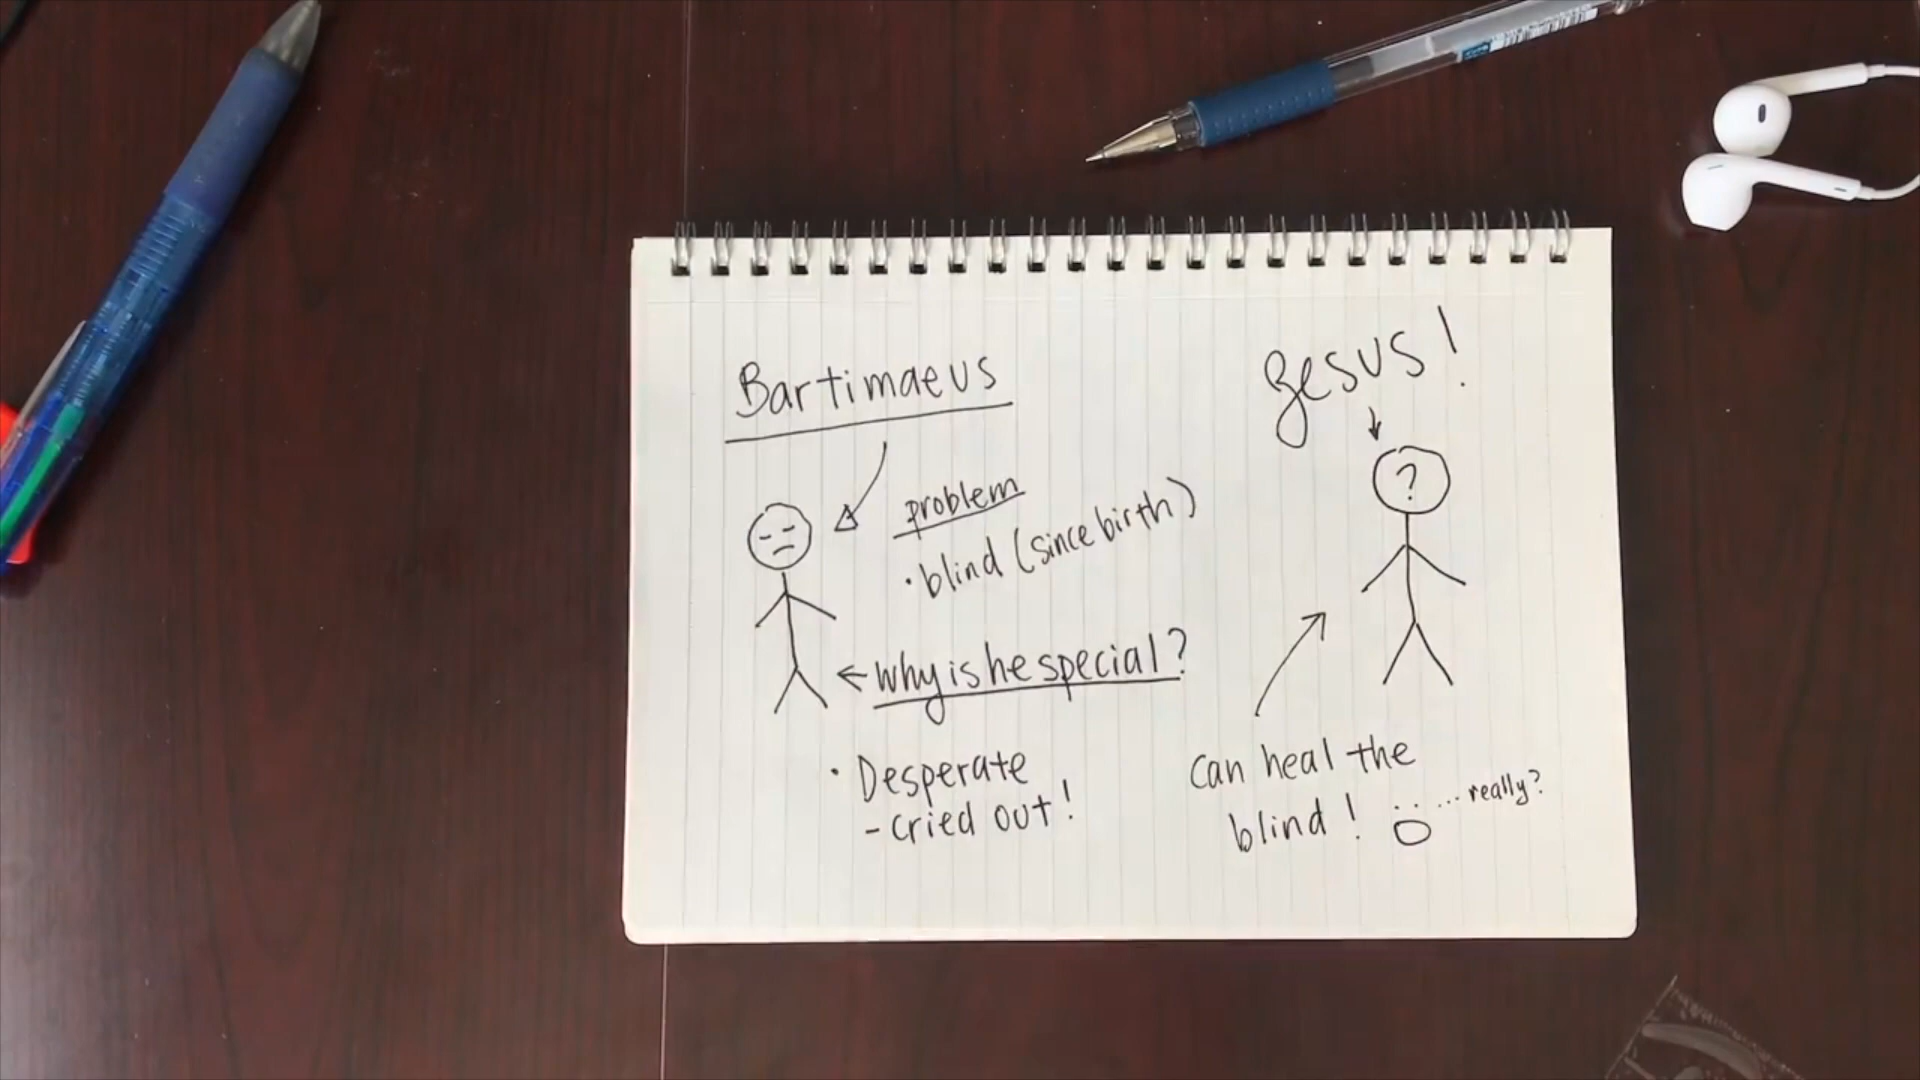 Bartimaeus
problem
• blind (since birth)
← why is he special?
• Desperate
- cried out!
Jesus!
?
can heal the
blind! ... really?